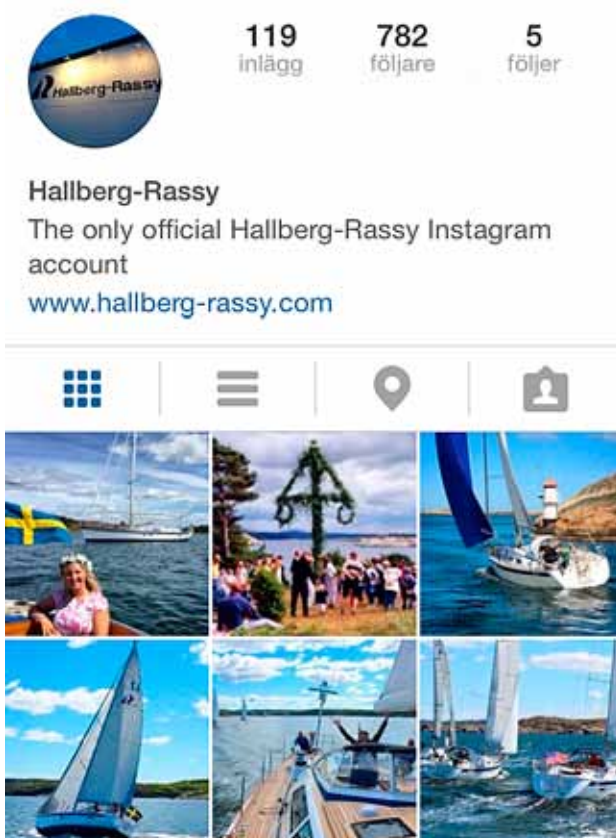 Hallberg-Rassy
119 782 5
inlägg följare följer
Hallberg-Rassy
The only official Hallberg-Rassy Instagram
account
www.hallberg-rassy.com